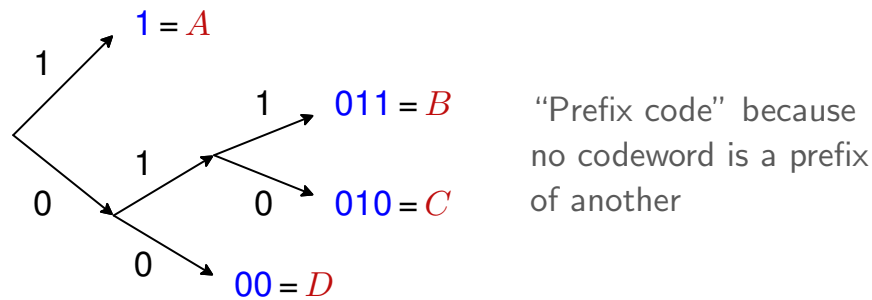 1 = A
1
1
011 = B
“Prefix code” because
1
no codeword is a prefix
0
0
010 = C
of another
0
00 = D